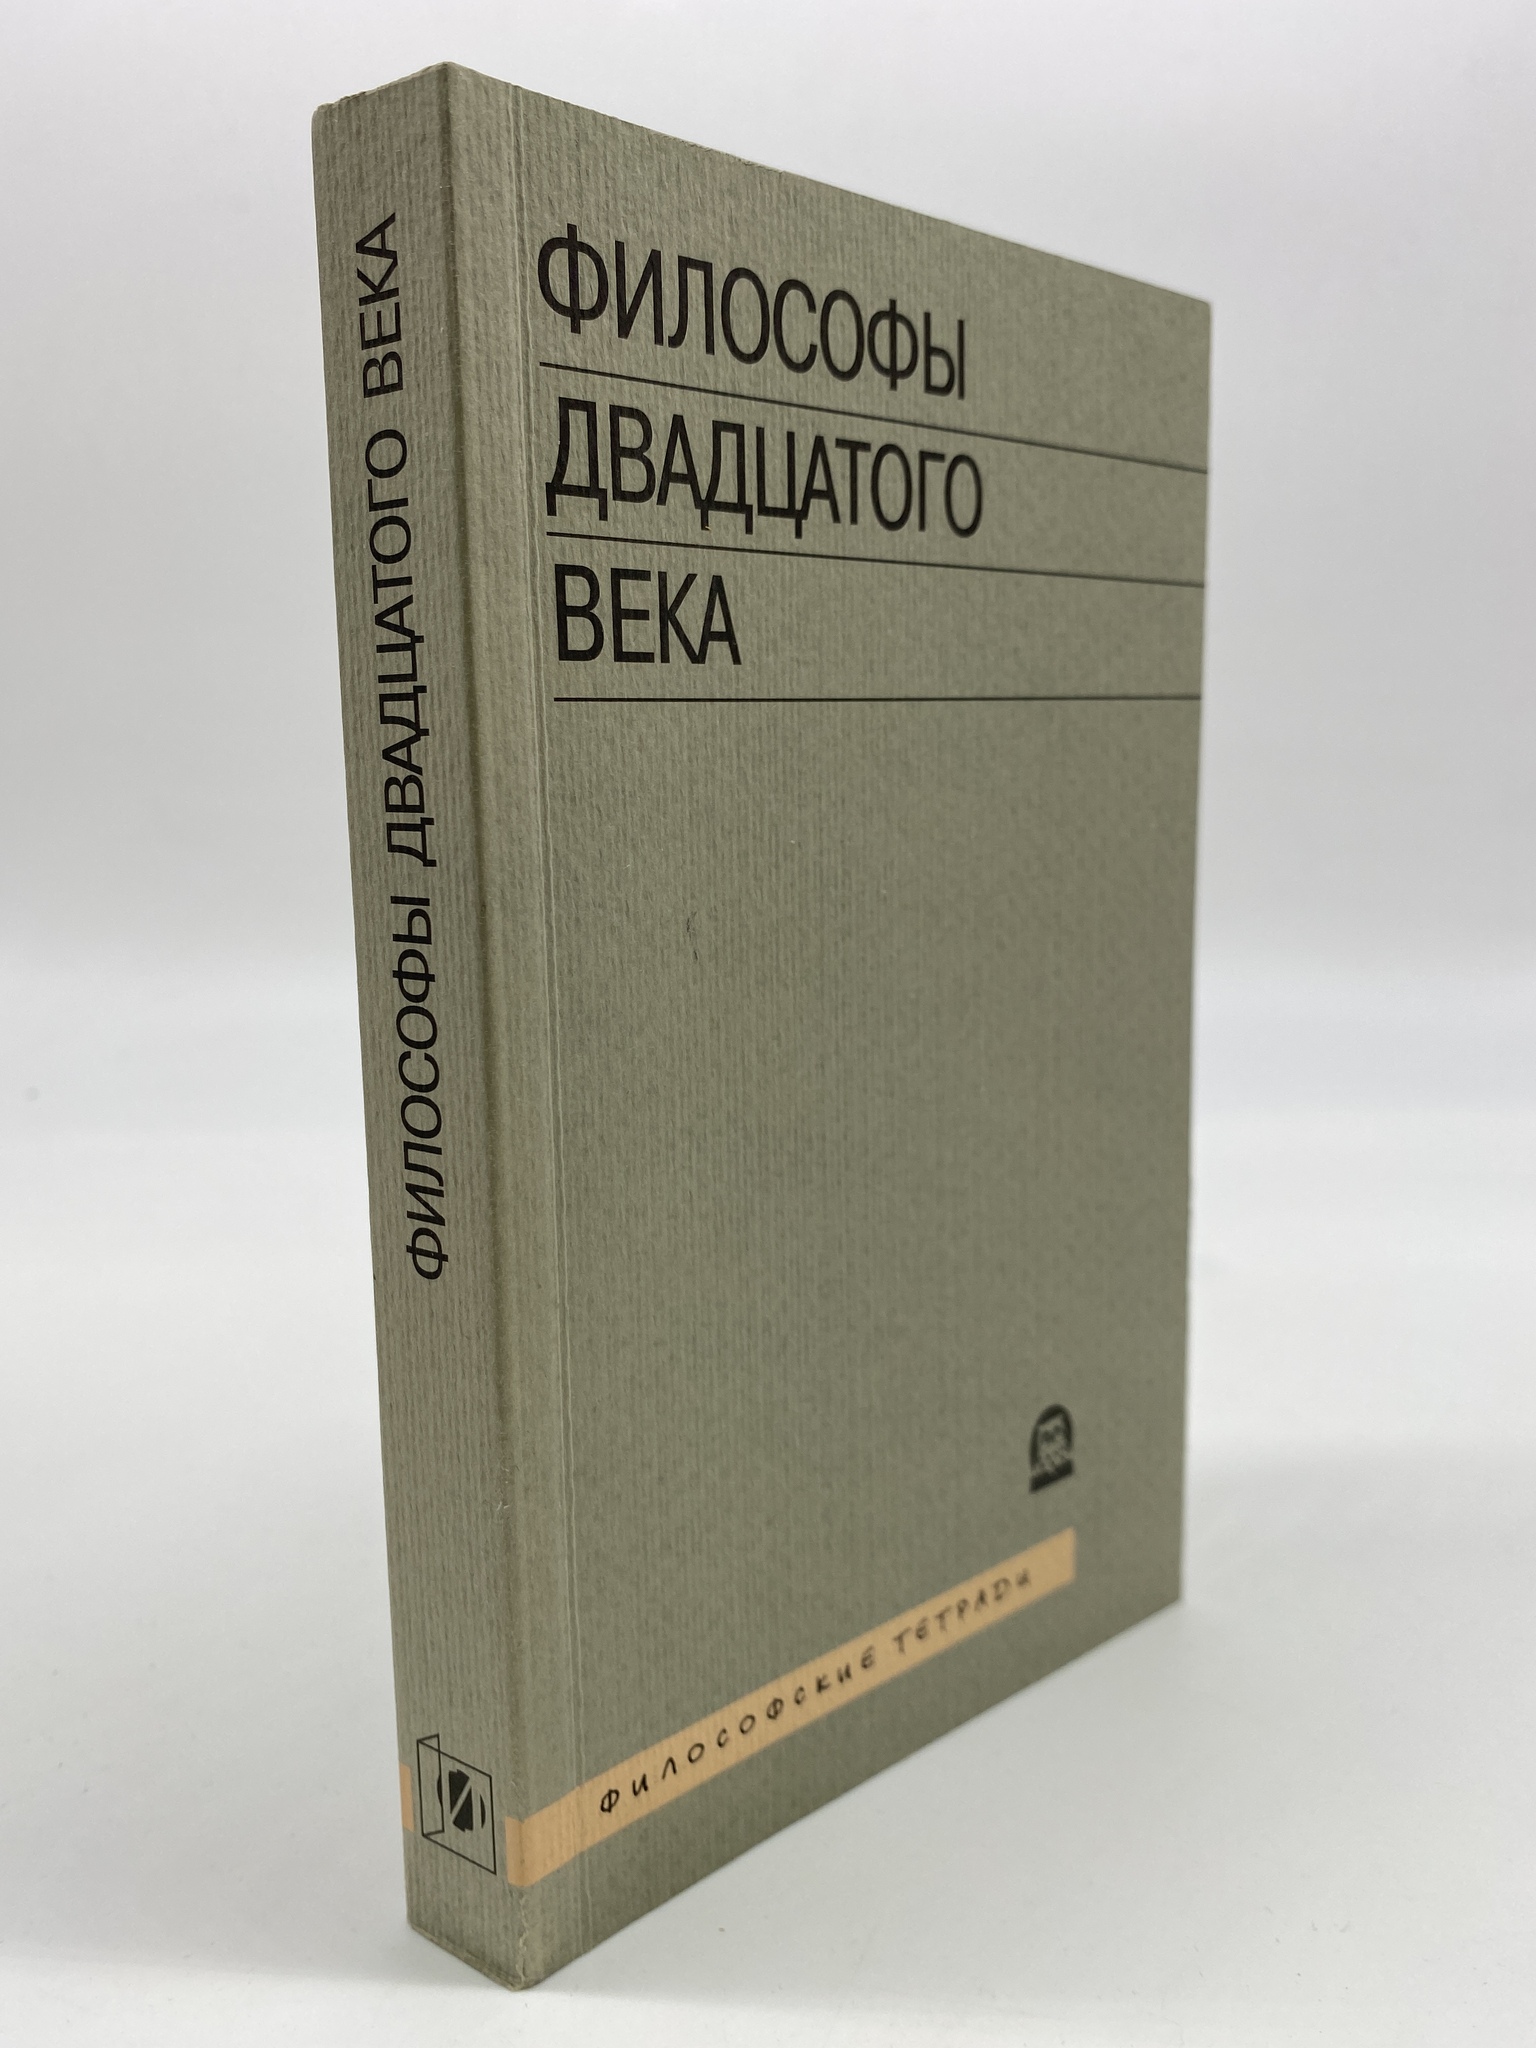 ФИЛОСОФЫ ДВАДЦАТОГО ВЕКА
ФИЛОСОФЫ
ДВАДЦАТОГО
ВЕКА
ФИЛОСОФСКИЕ ТЕТРАДИ